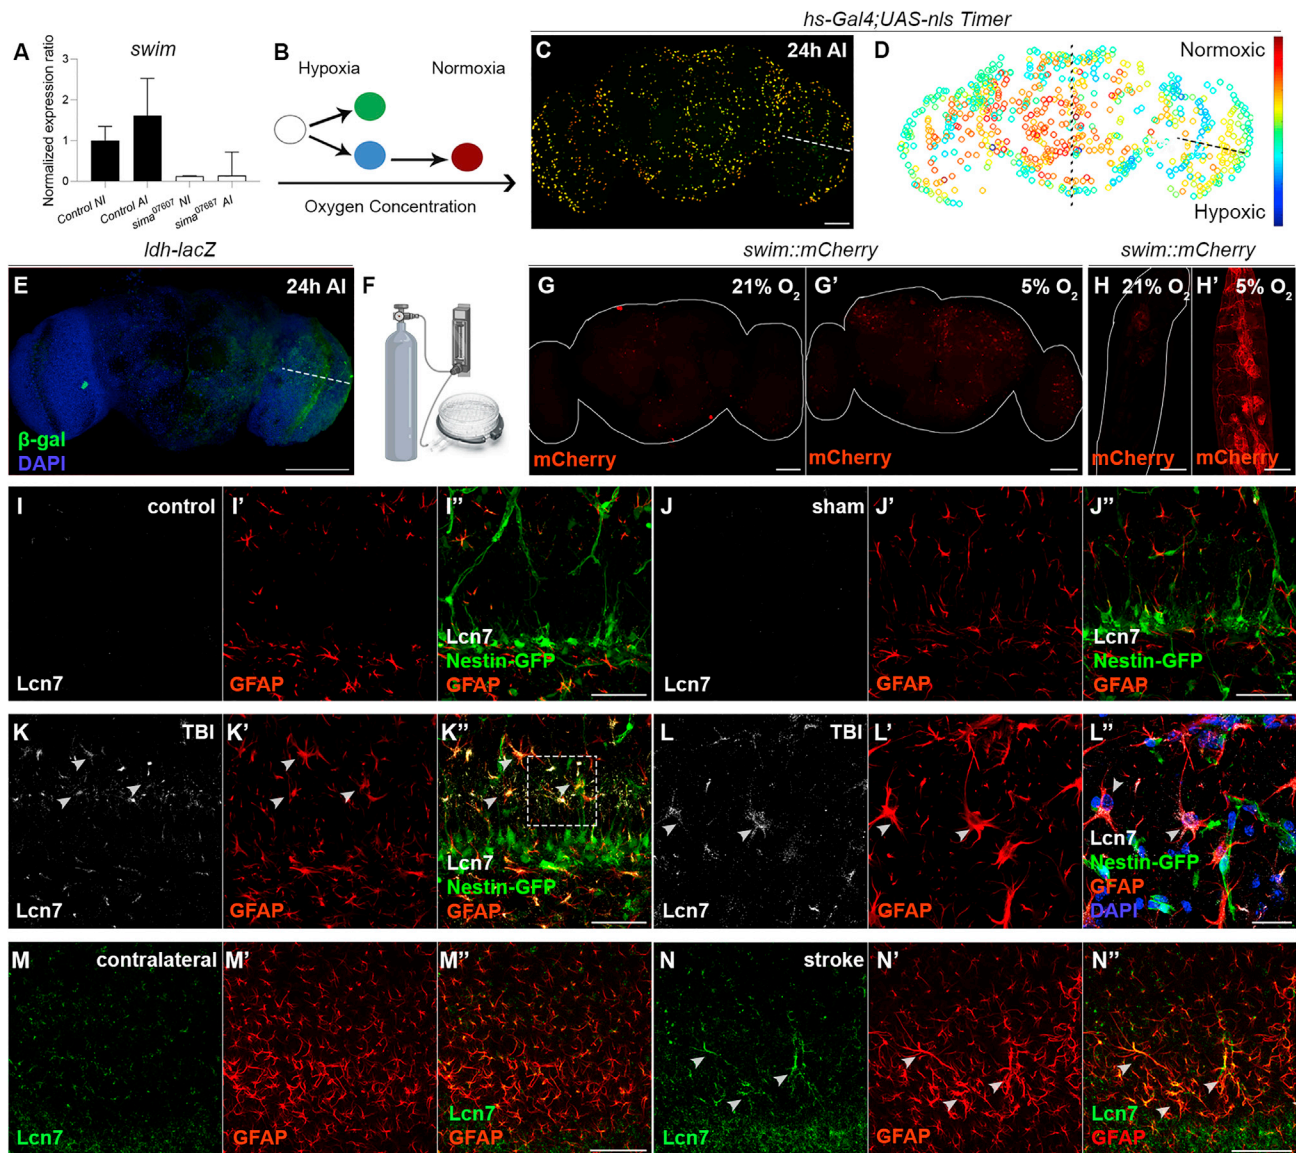 hs-Gal4;UAS-nls Timer
A
swim
Normalized expression ratio
3
2
1
0
Control NI
Control AI
sima07607 NI
sima07687 AI
B
Hypoxia
Normoxia
Oxygen Concentration
C
24h AI
D
Normoxic
Hypoxic
ldh-lacZ
E
24h AI
β-gal
DAPI
F
swim::mCherry
G
21% O2
mCherry
G’
5% O2
mCherry
swim::mCherry
H
21% O2
mCherry
H’
5% O2
mCherry
I
control
Lcn7
I’
GFAP
I’’
Lcn7
Nestin-GFP
GFAP
J
sham
Lcn7
J’
GFAP
J’’
Lcn7
Nestin-GFP
GFAP
K
TBI
Lcn7
K’
GFAP
K’’
Lcn7
Nestin-GFP
GFAP
L
TBI
Lcn7
L’
GFAP
L’’
Lcn7
Nestin-GFP
GFAP
DAPI
M
contralateral
Lcn7
M’
GFAP
M’’
Lcn7
GFAP
N
stroke
Lcn7
N’
GFAP
N’’
Lcn7
GFAP